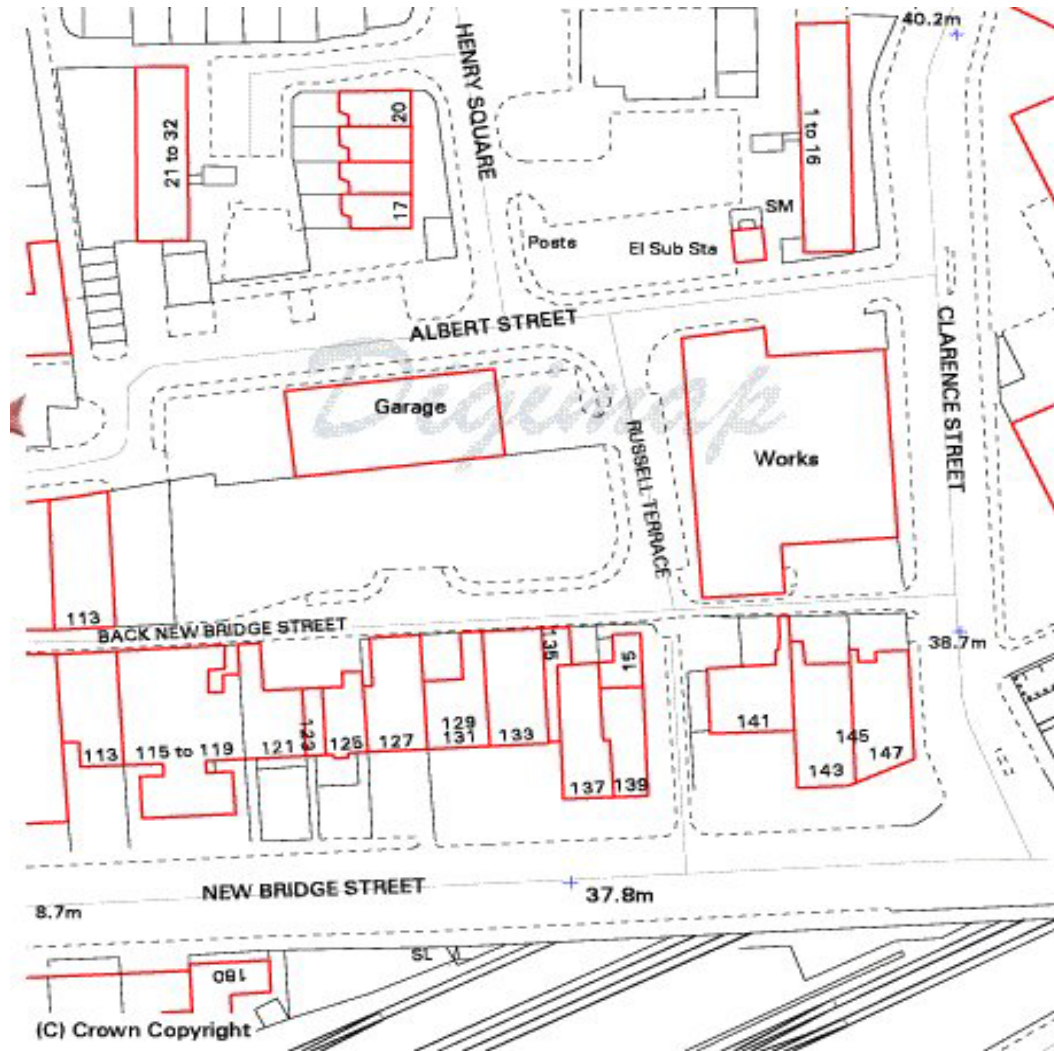 40.2m
HENRY SQUARE
21 to 32
20
17
1 to 16
SM
Posts
El Sub Sta
ALBERT STREET
CLARENCE STREET
Digimap
Garage
RUSSELL TERRACE
Works
113
BACK NEW BRIDGE STREET
38.7m
135
15
113
115 to 119
121
123
125
127
129
131
133
137
139
141
143
145
147
NEW BRIDGE STREET
37.8m
8.7m
SL
180
(C) Crown Copyright